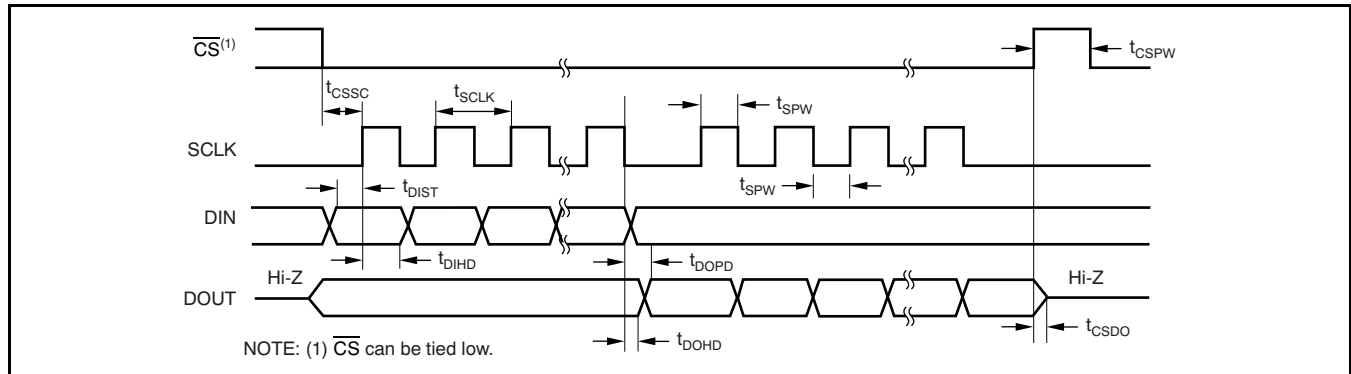 CS(1)
tCSPW
tCSSC
tSCLK
tSPW
SCLK
tSPW
tDIST
DIN
tDIHD
tDOPD
Hi-Z
Hi-Z
DOUT
tCSDO
tDOHD
NOTE: (1) CS can be tied low.